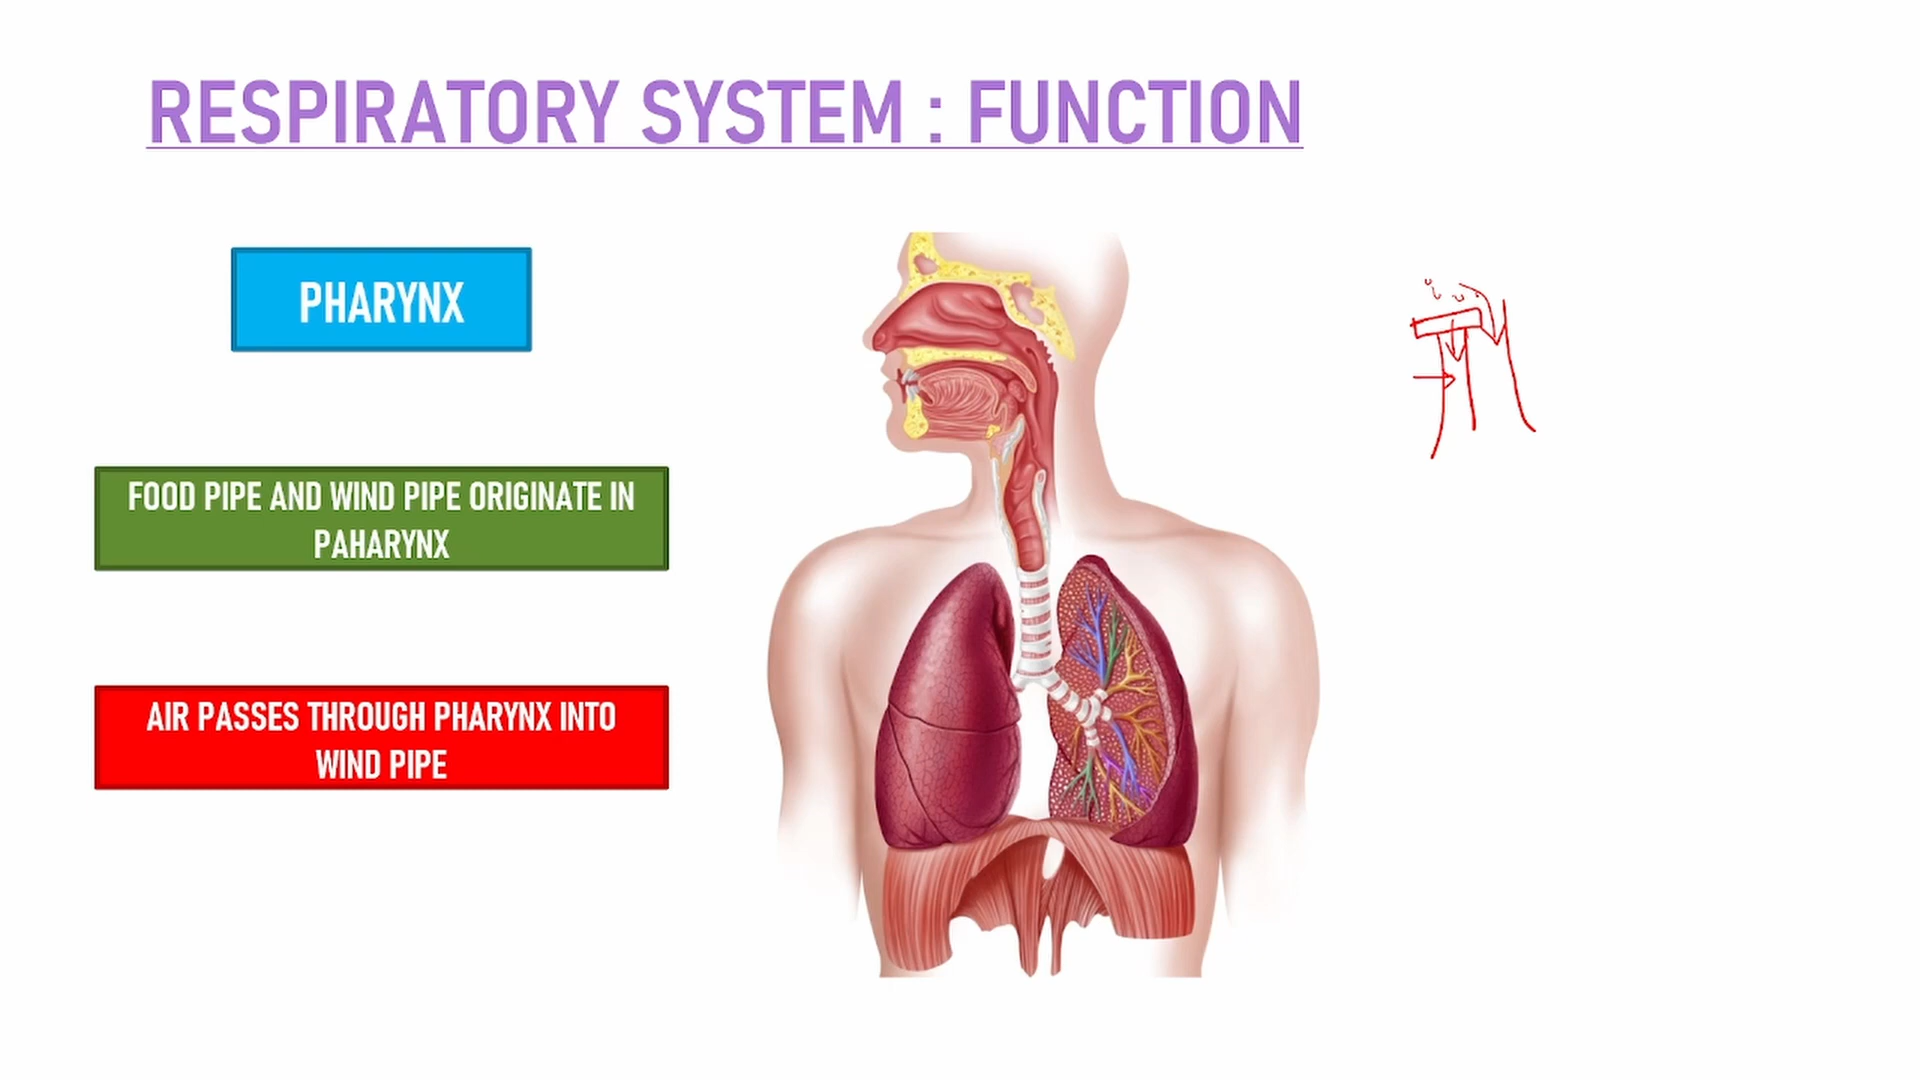 RESPIRATORY SYSTEM : FUNCTION
PHARYNX
FOOD PIPE AND WIND PIPE ORIGINATE IN
PAHARYNX
AIR PASSES THROUGH PHARYNX INTO
WIND PIPE